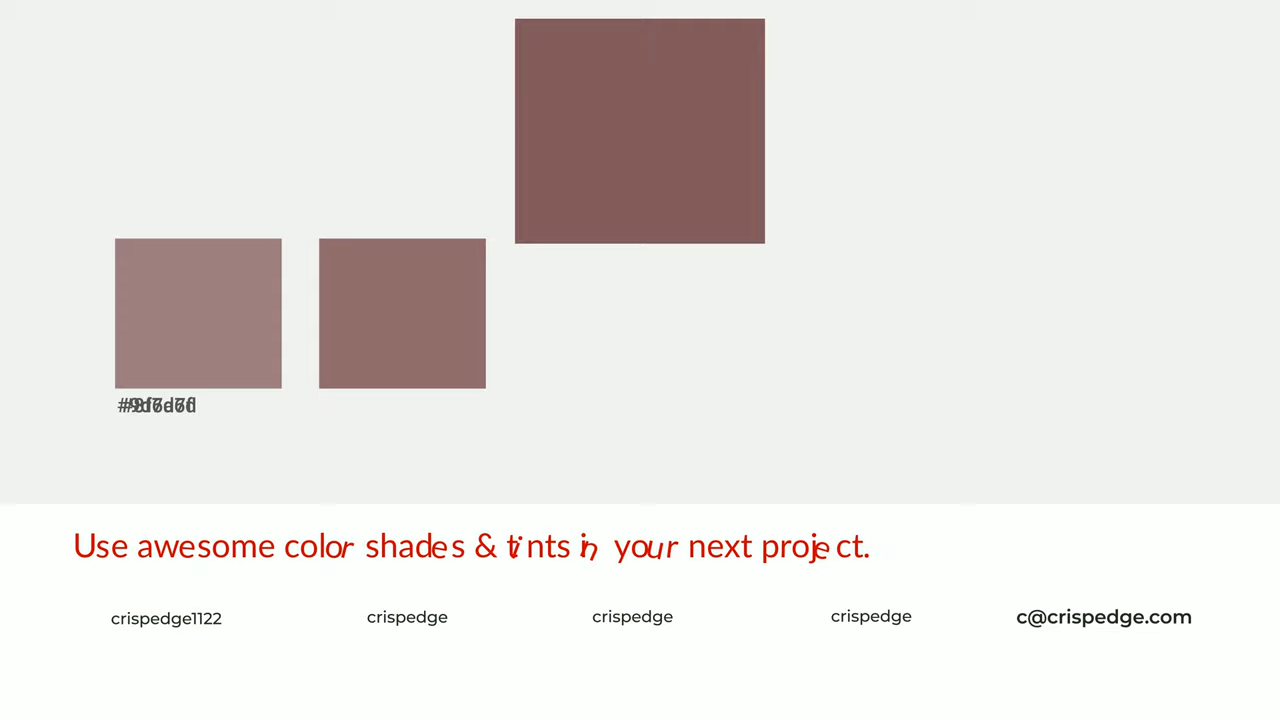 Use awesome color shades & tints in your next project.
crispedge1122 crispedge crispedge crispedge c@crispedge.com